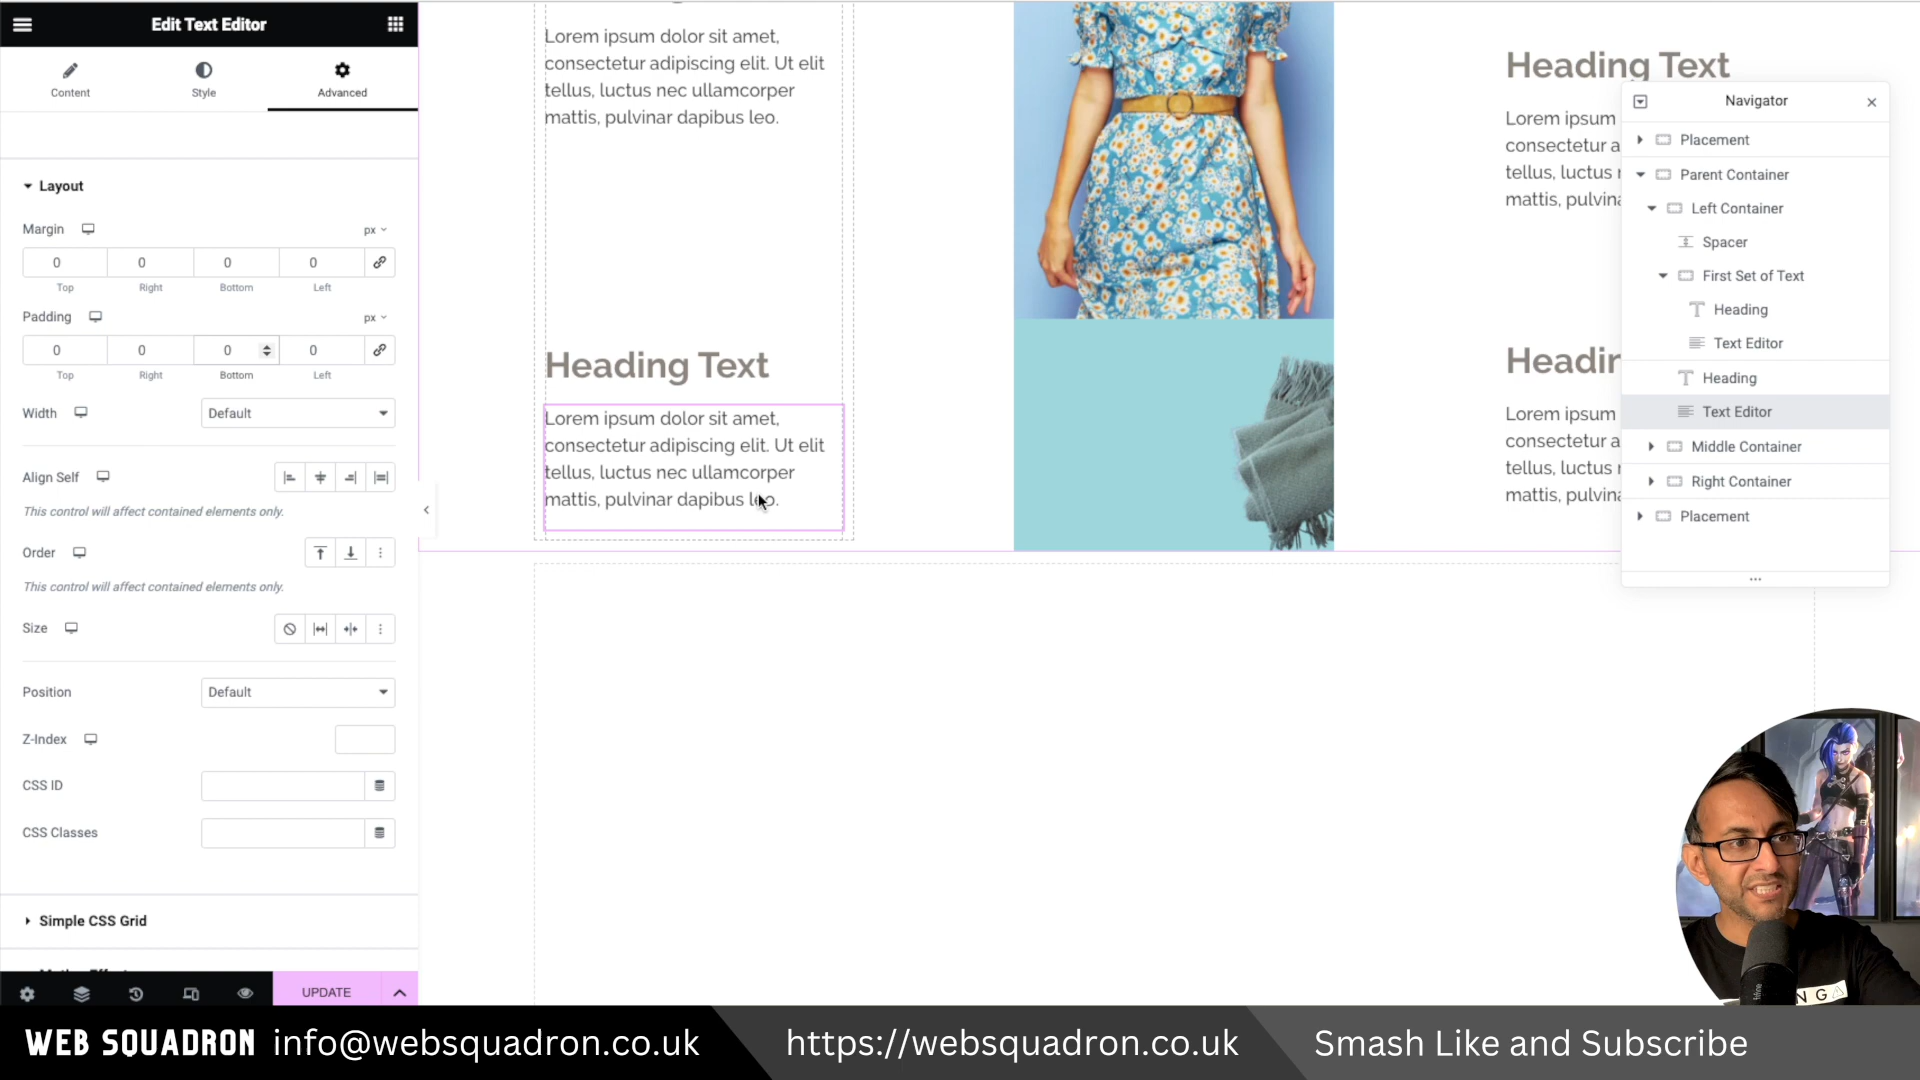 Edit Text Editor
Content
Style
Advanced
Layout
Margin
px
0
0
0
0
Top
Right
Bottom
Left
Padding
px
0
0
0
0
Top
Right
Bottom
Left
Width
Default
Align Self
This control will affect contained elements only.
Order
This control will affect contained elements only.
Size
Position
Default
Z-Index
CSS ID
CSS Classes
Simple CSS Grid
UPDATE
Lorem ipsum dolor sit amet,
consectetur adipiscing elit. Ut elit
tellus, luctus nec ullamcorper
mattis, pulvinar dapibus leo.
Heading Text
Lorem ipsum dolor sit amet,
consectetur adipiscing elit. Ut elit
tellus, luctus nec ullamcorper
mattis, pulvinar dapibus leo.
Heading Text
Lorem ipsum
consectetur a
tellus, luctus
mattis, pulvina
Headin
Lorem ipsum
consectetur a
tellus, luctus
mattis, pulvina
Navigator
Placement
Parent Container
Left Container
Spacer
First Set of Text
Heading
Text Editor
Heading
Text Editor
Middle Container
Right Container
Placement
WEB SQUADRON info@websquadron.co.uk
https://websquadron.co.uk
Smash Like and Subscribe